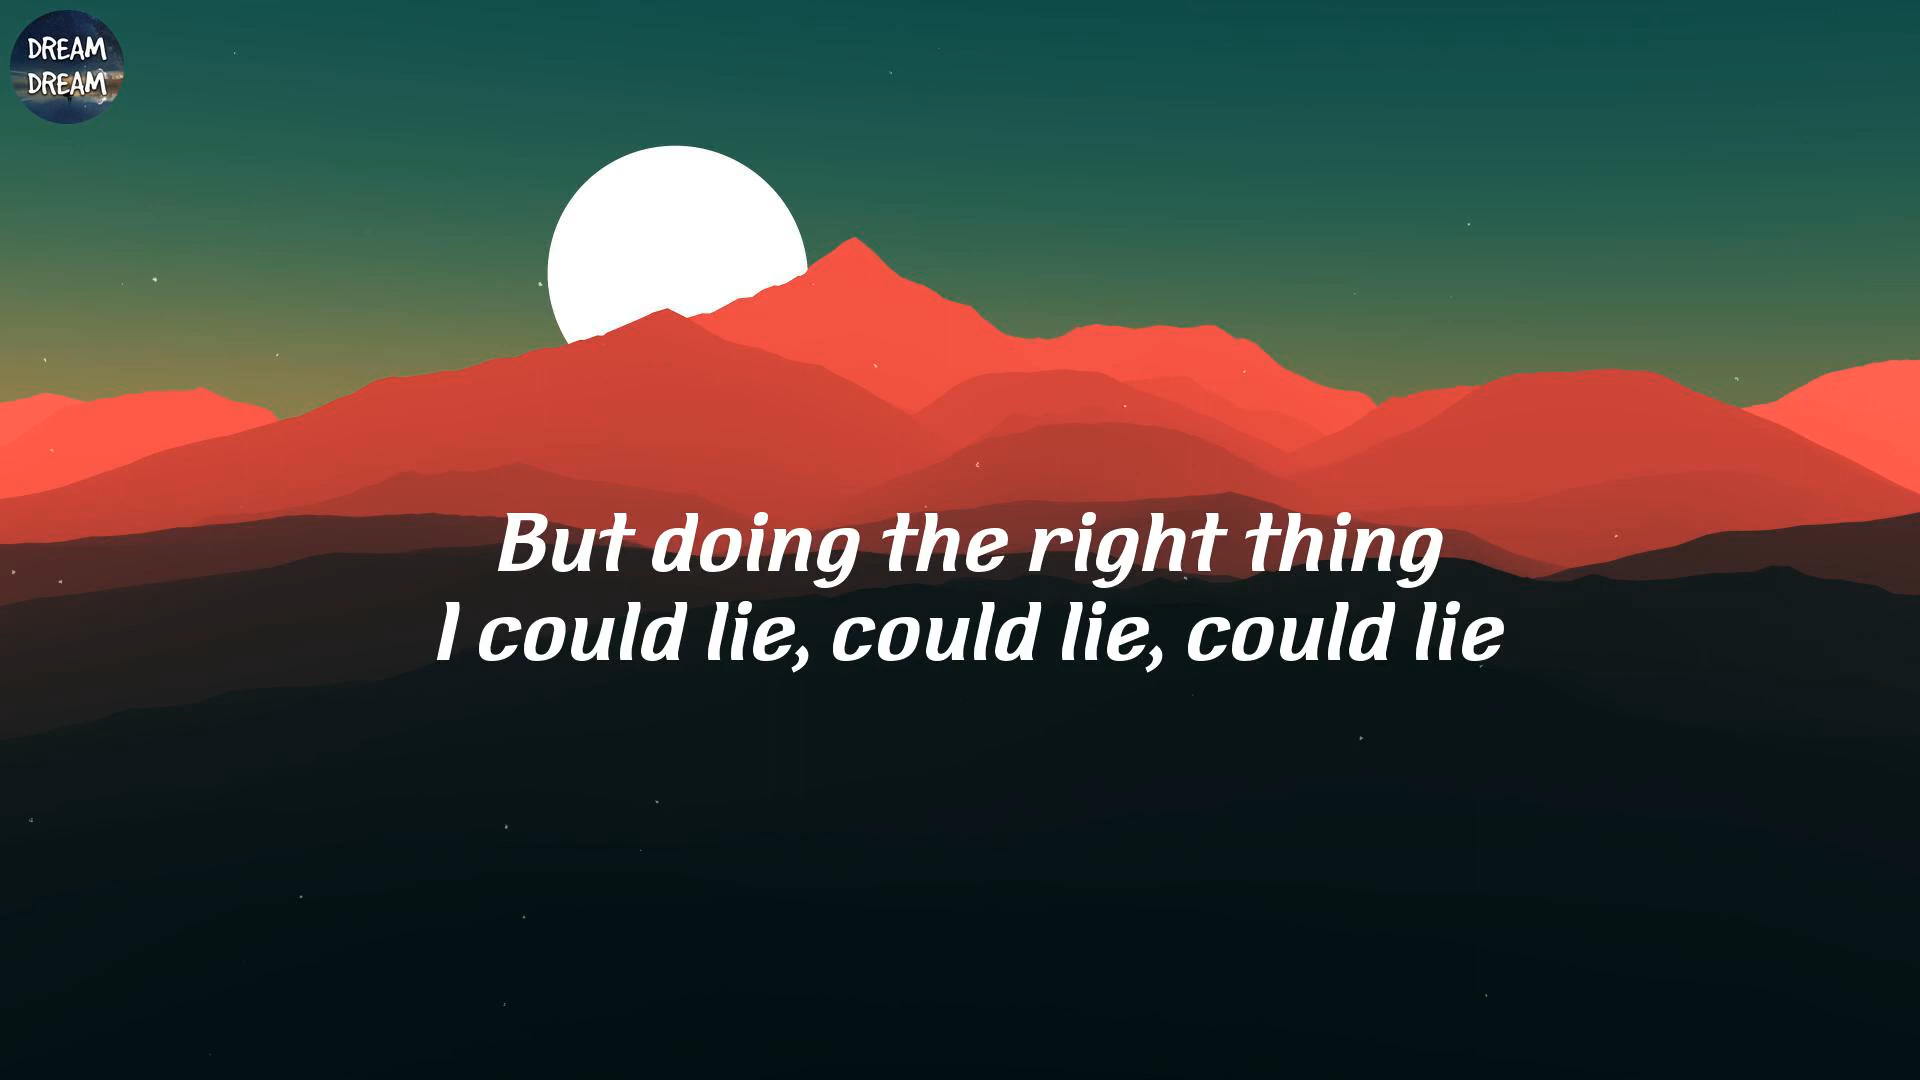 DREAM
DREAM
But doing the right thing
I could lie, could lie, could lie